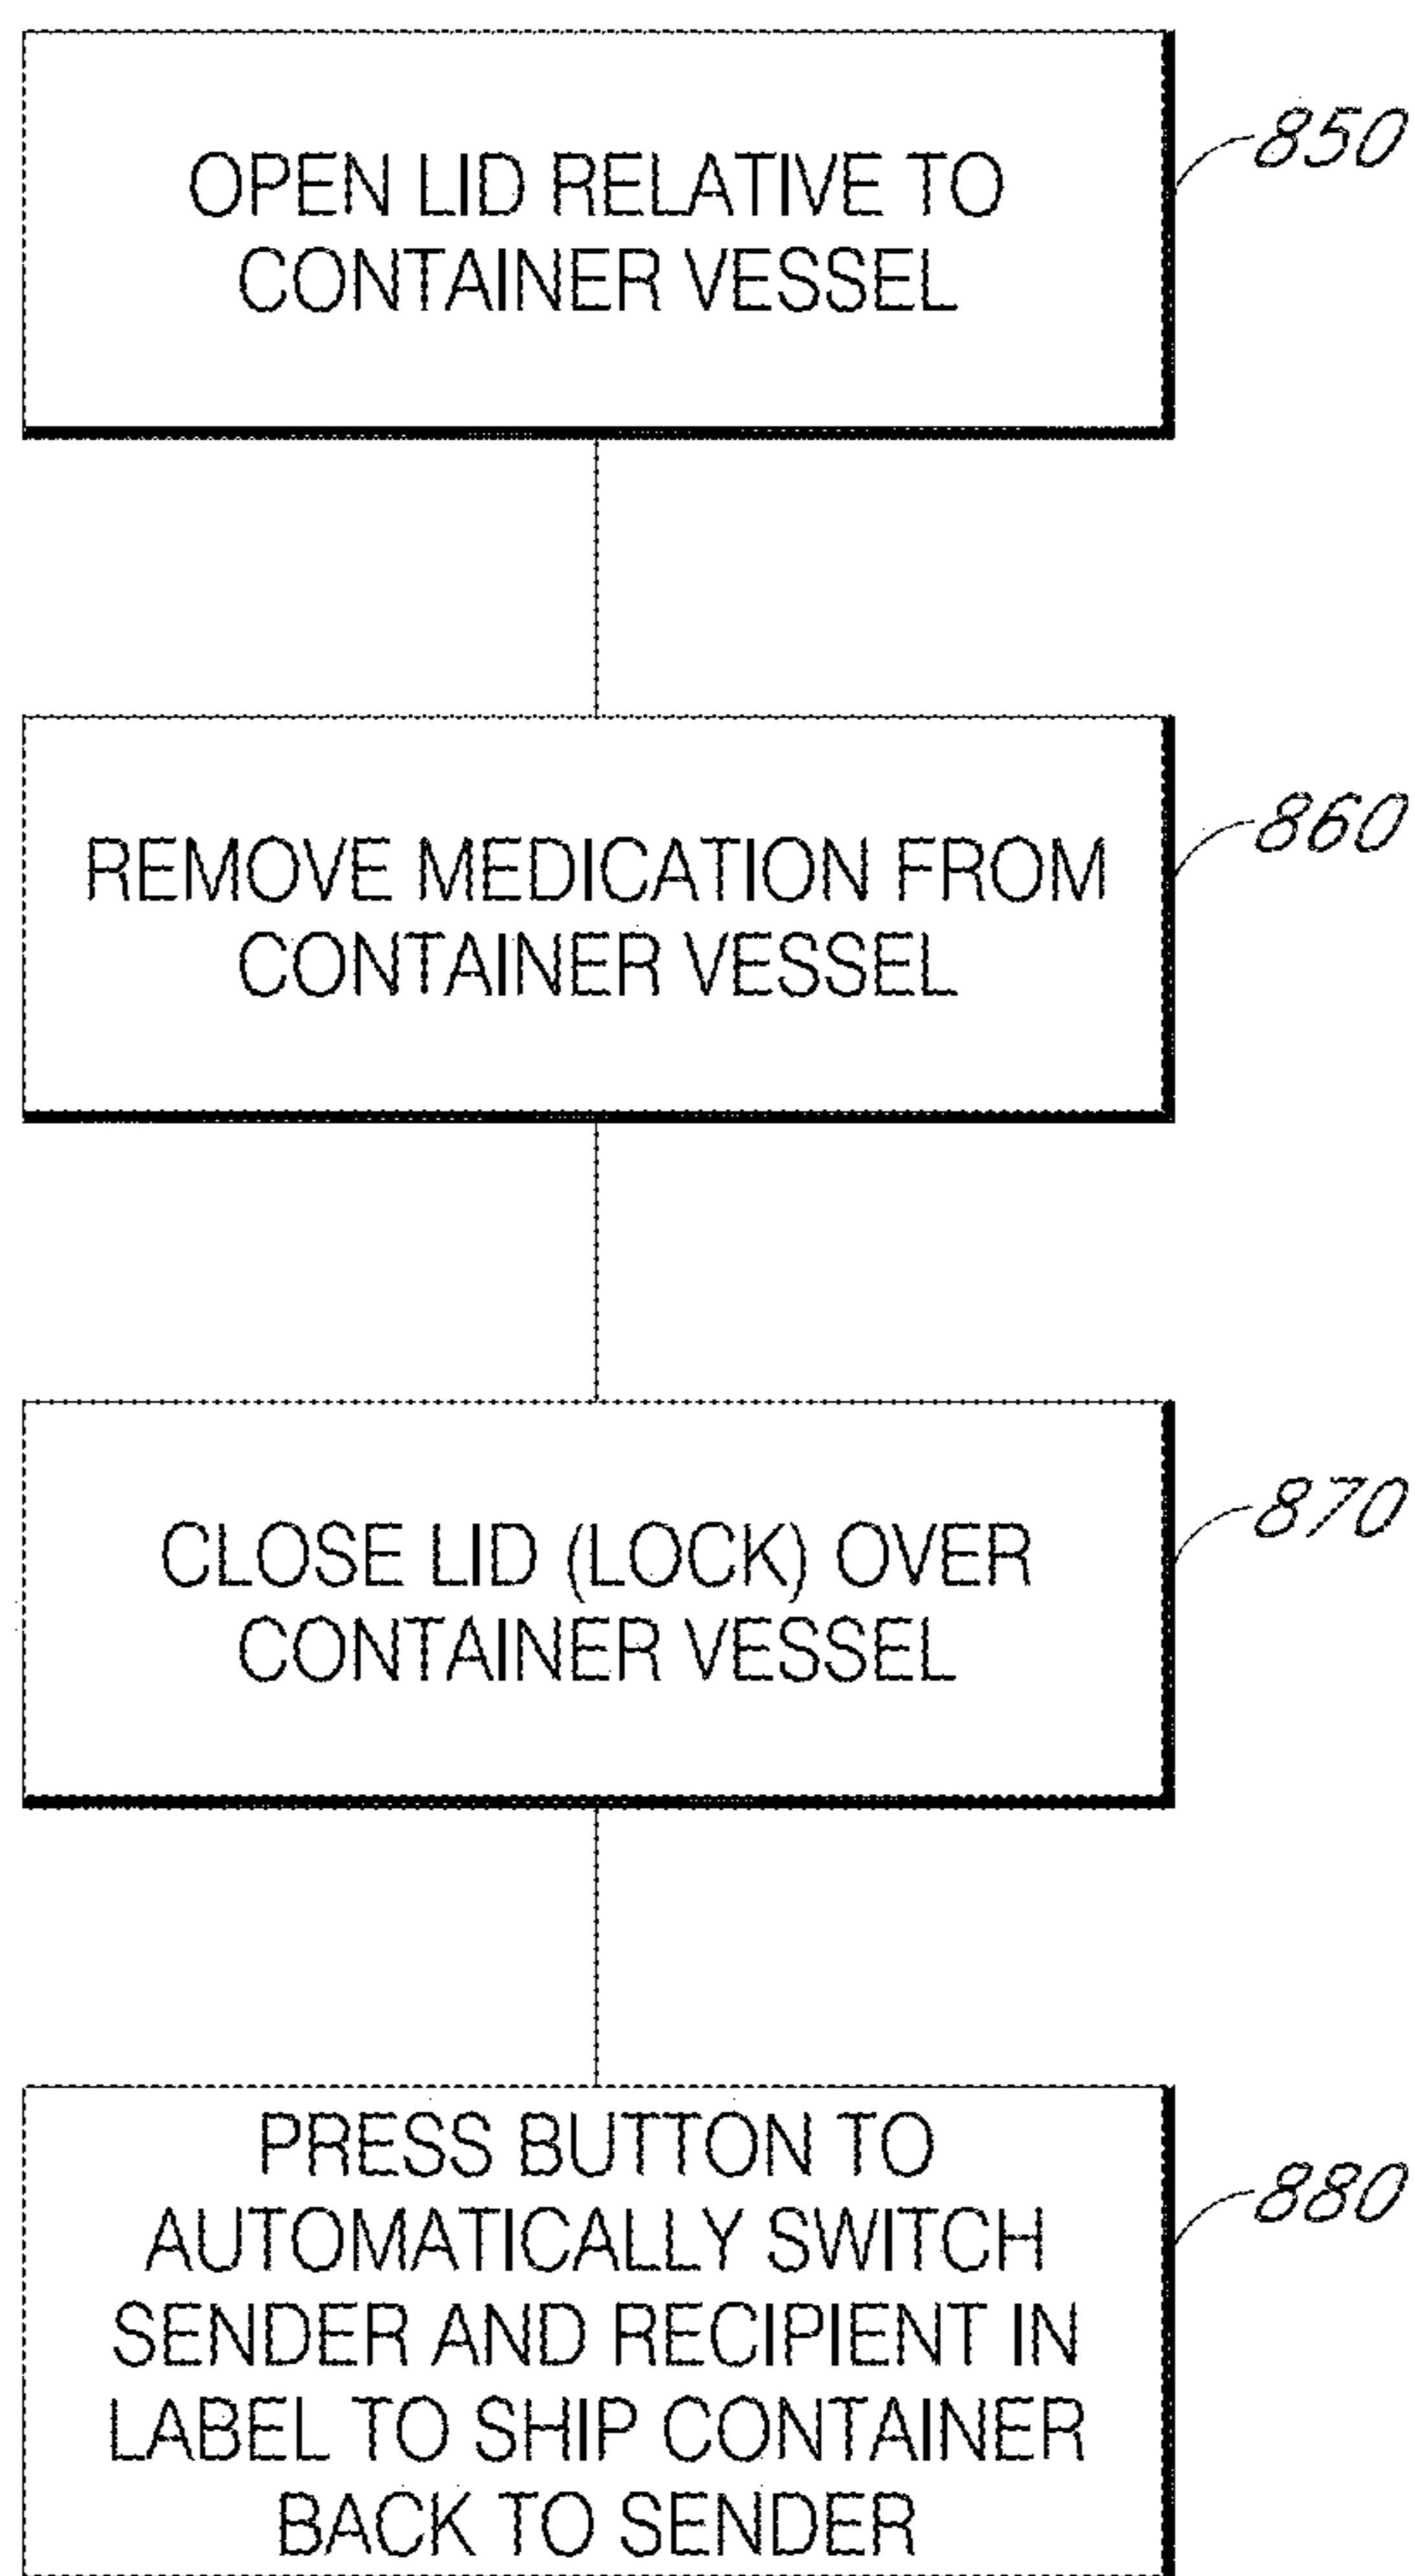 OPEN LID RELATIVE TO
CONTAINER VESSEL
850
REMOVE MEDICATION FROM
CONTAINER VESSEL
860
CLOSE LID (LOCK) OVER
CONTAINER VESSEL
870
PRESS BUTTON TO
AUTOMATICALLY SWITCH
SENDER AND RECIPIENT IN
LABEL TO SHIP CONTAINER
BACK TO SENDER
880